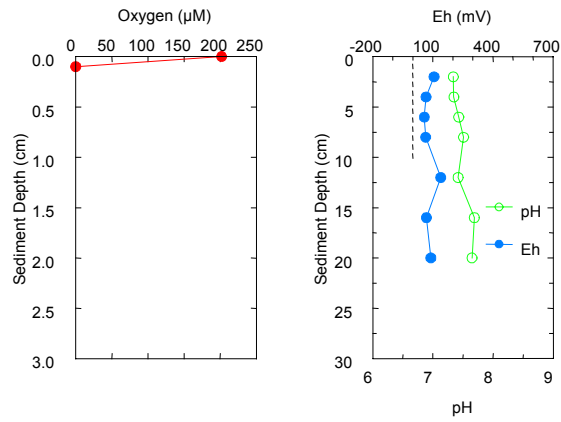 Oxygen (µM)
0 50 100 150 200 250
0.0
0.5
1.0
1.5
2.0
2.5
3.0
Sediment Depth (cm)
Eh (mV)
-200 100 400 700
0
5
10
15
20
25
30
Sediment Depth (cm)
pH
Eh
6 7 8 9
pH